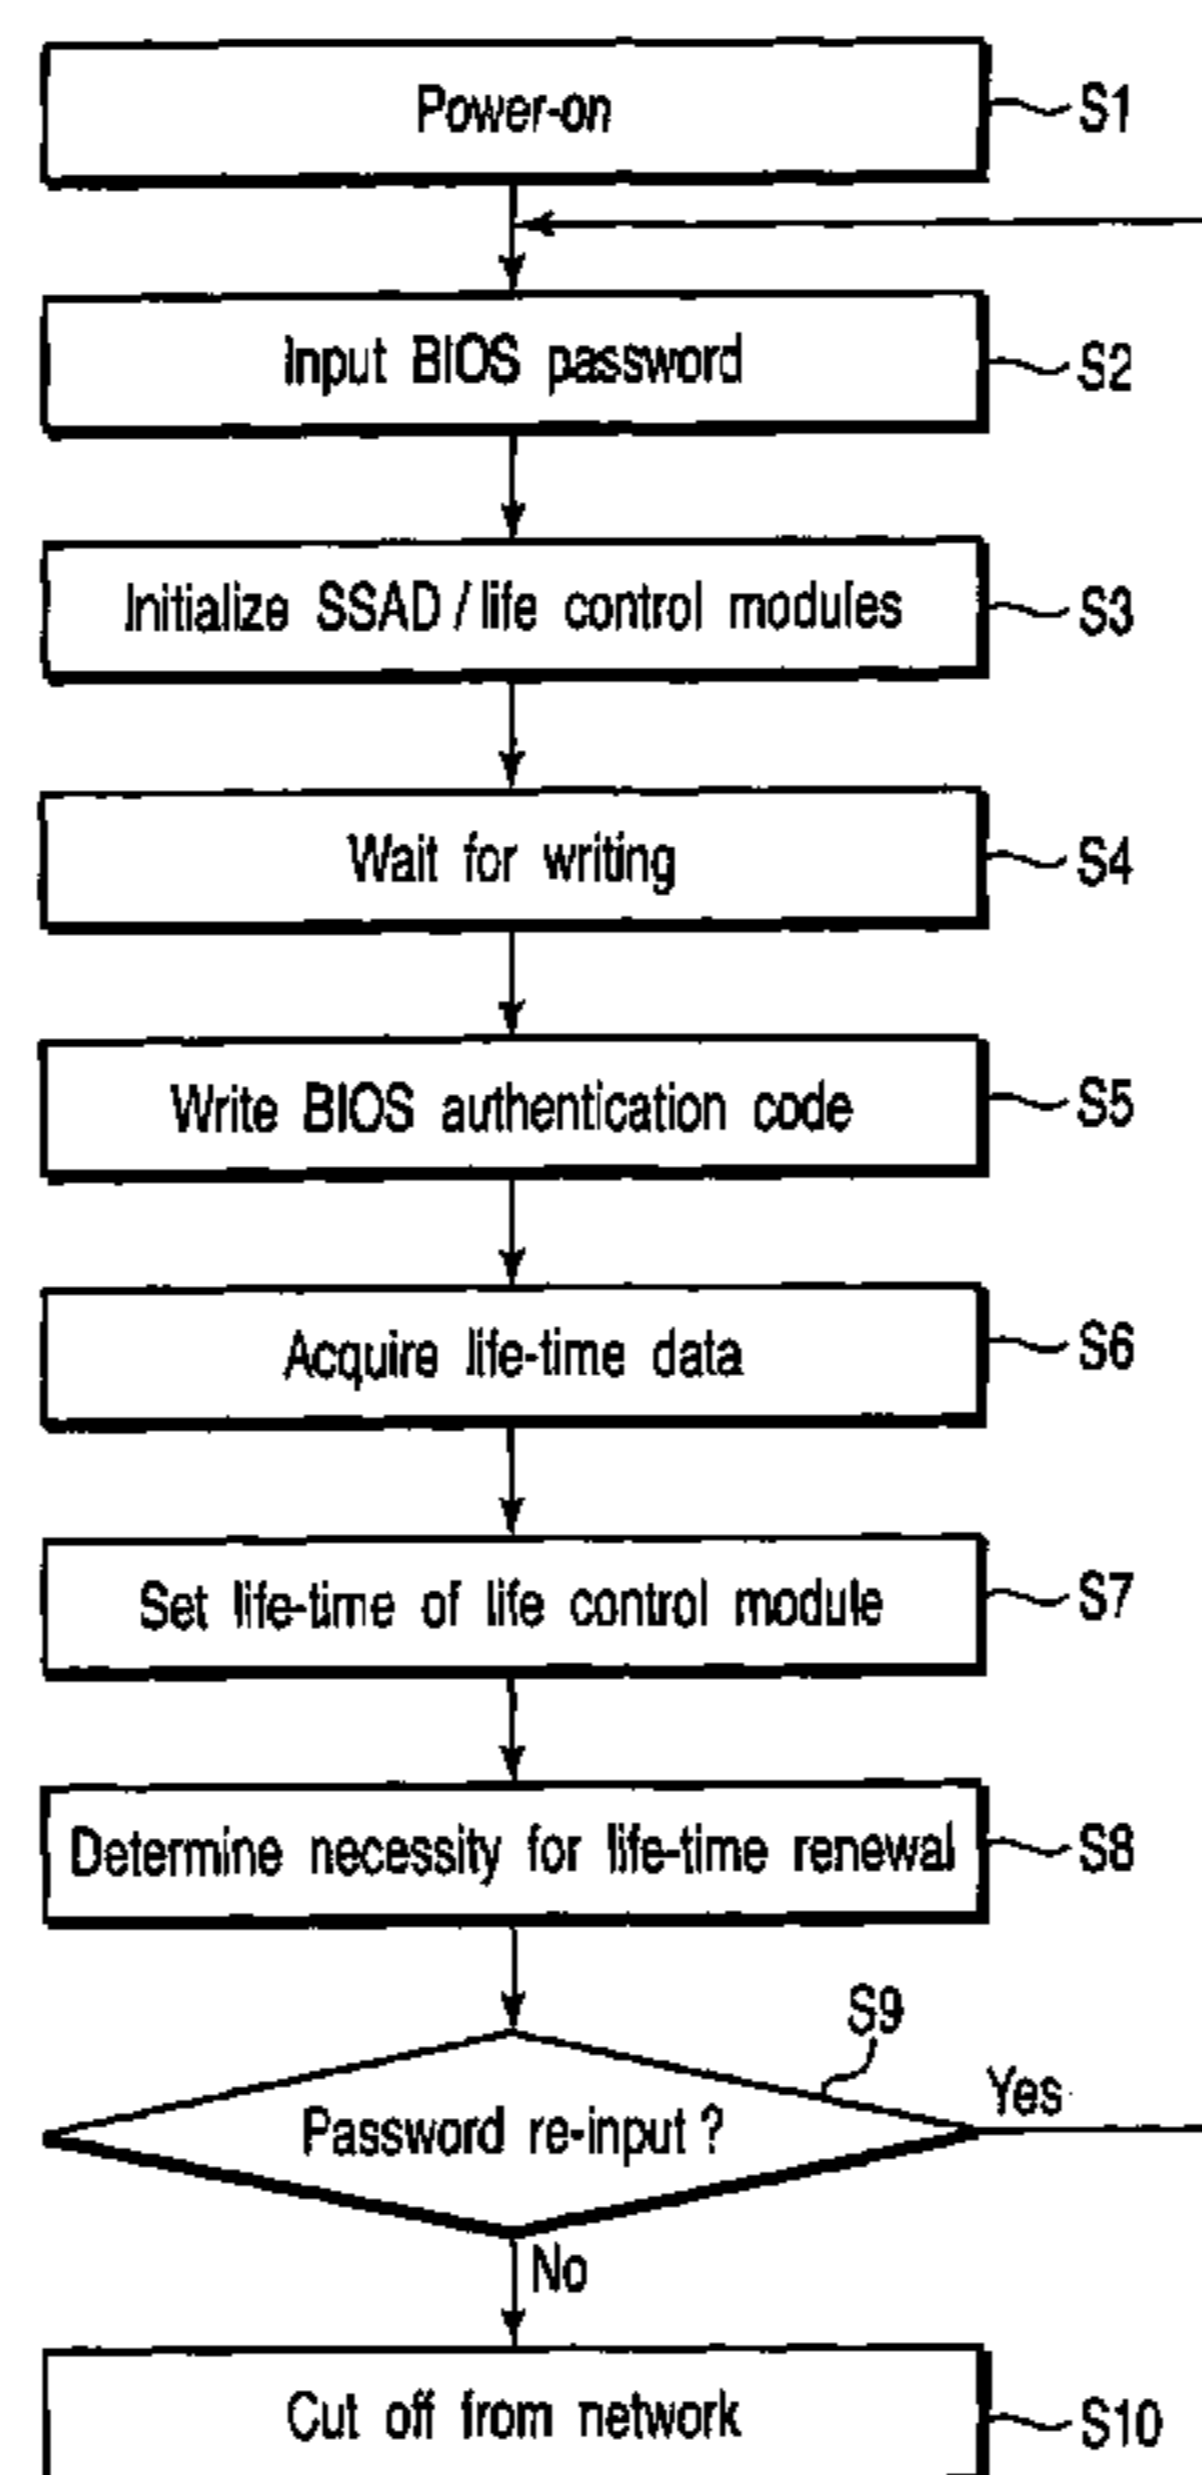 Power-on
S1
Input BIOS password
S2
Initialize SSAD / life control modules
S3
Wait for writing
S4
Write BIOS authentication code
S5
Acquire life-time data
S6
Set life-time of life control module
S7
Determine necessity for life-time renewal
S8
S9
Password re-input ?
Yes
No
Cut off from network
S10